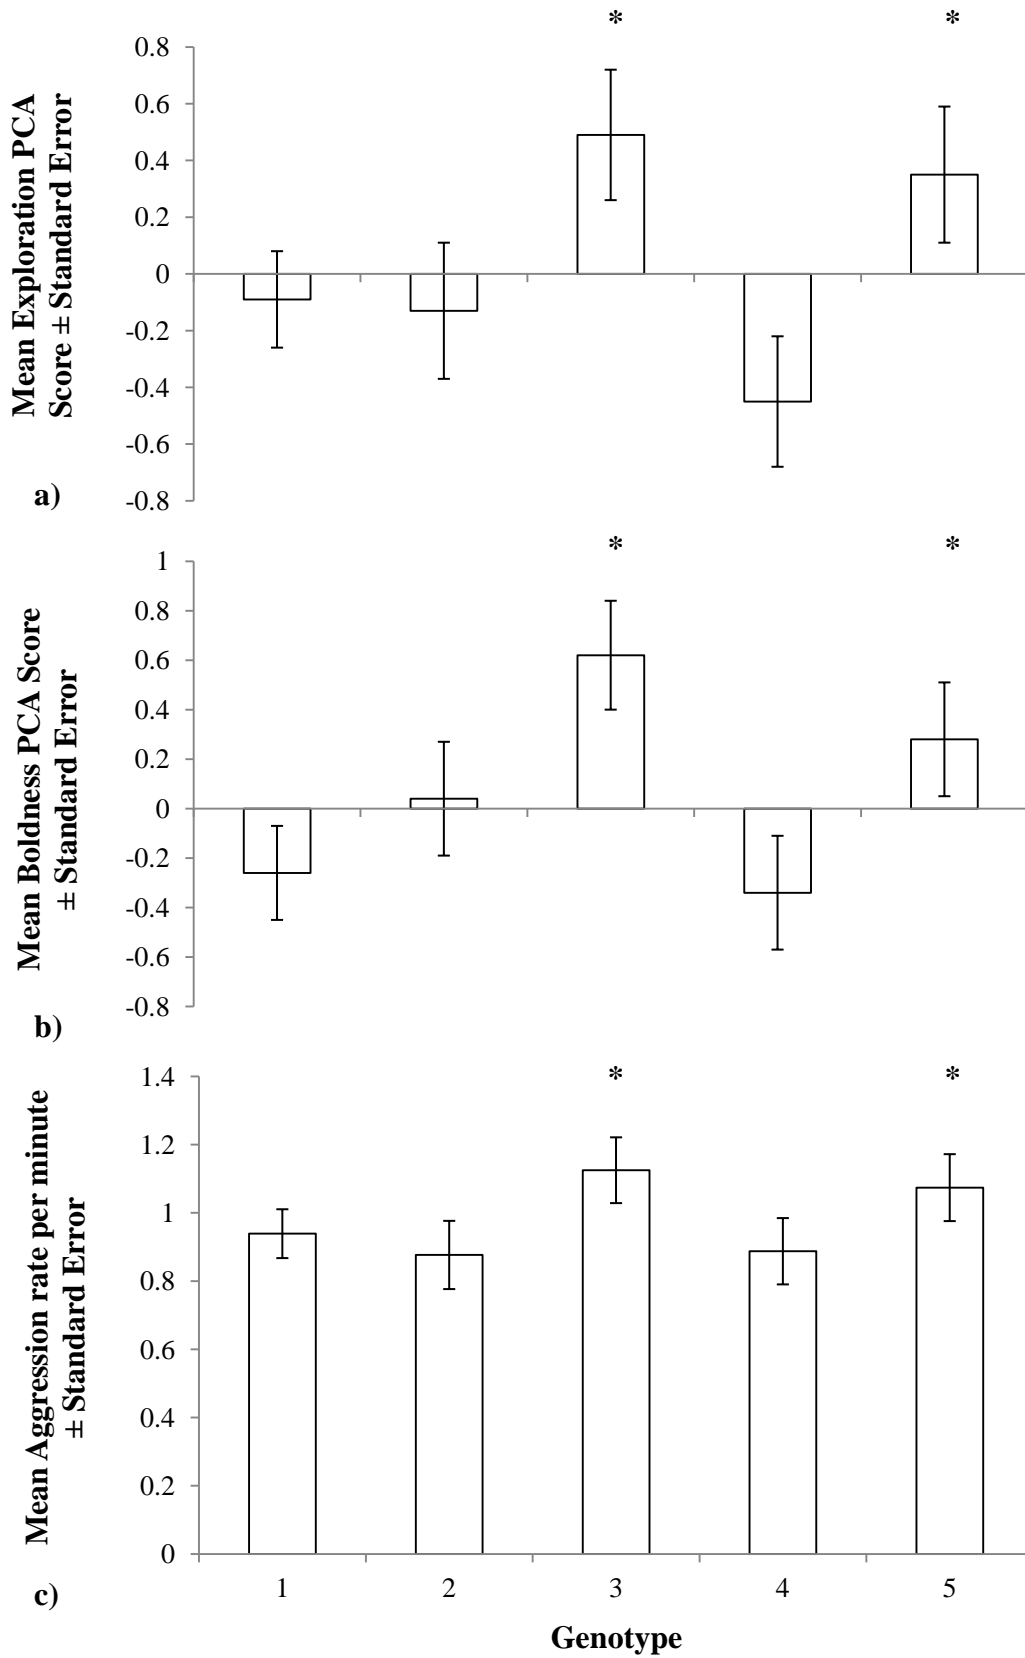 * *
Mean Exploration PCA
Score ± Standard Error
0.8
0.6
0.4
0.2
0
-0.2
-0.4
-0.6
-0.8
a)
* *
Mean Boldness PCA Score
± Standard Error
1
0.8
0.6
0.4
0.2
0
-0.2
-0.4
-0.6
-0.8
b)
* *
Mean Aggression rate per minute
± Standard Error
1.4
1.2
1
0.8
0.6
0.4
0.2
0
c)
1 2 3 4 5
Genotype